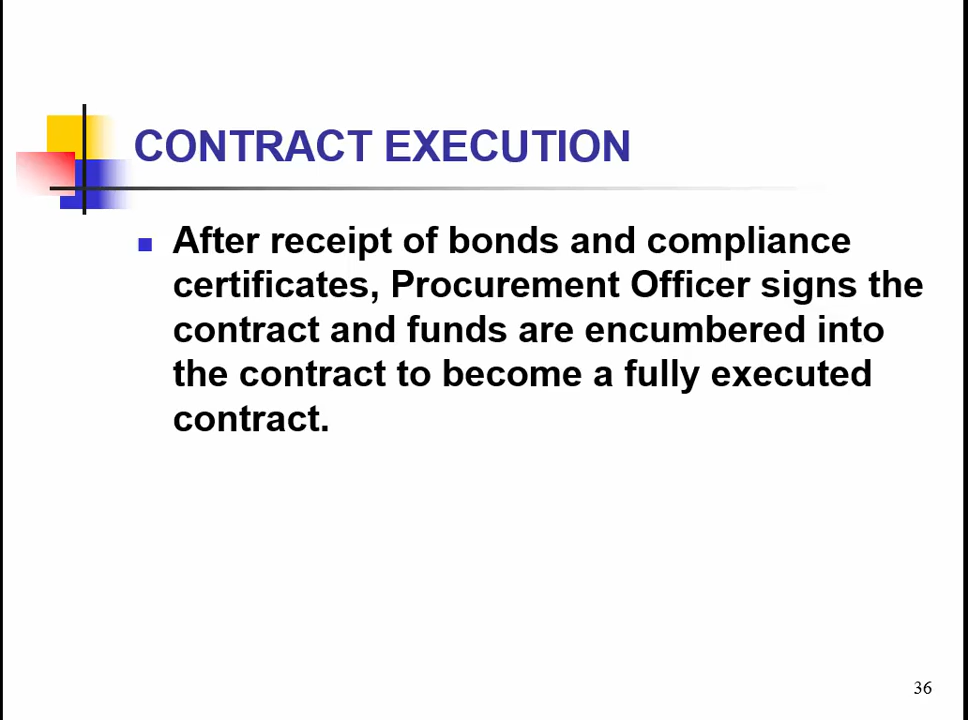 CONTRACT EXECUTION
After receipt of bonds and compliance
certificates, Procurement Officer signs the
contract and funds are encumbered into
the contract to become a fully executed
contract.
36